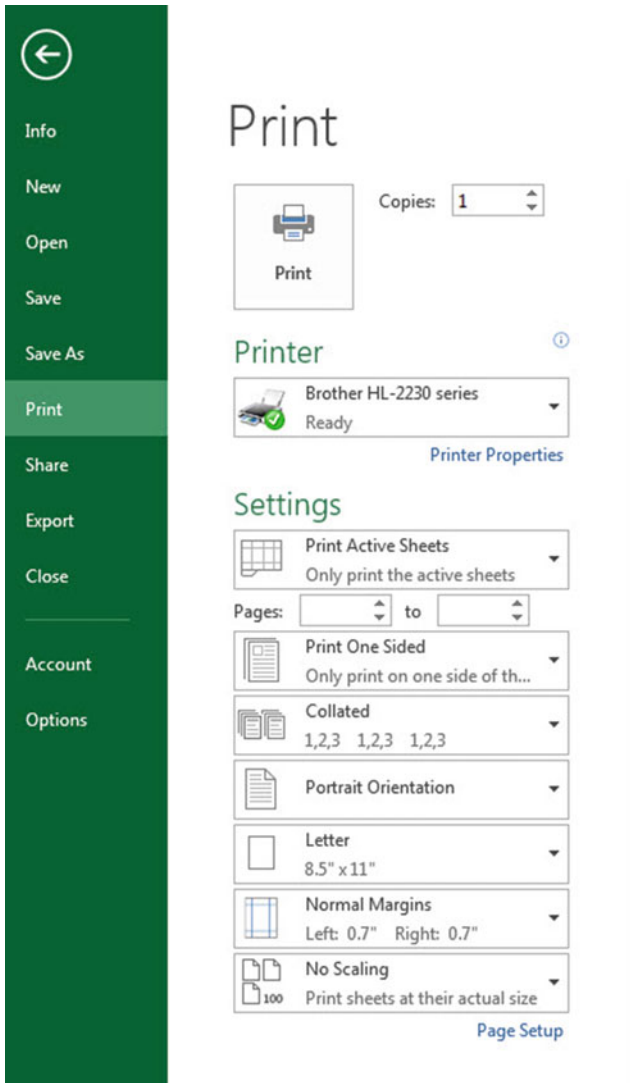 Info
New
Open
Save
Save As
Print
Share
Export
Close
Account
Options
Print
Copies: 1
Print
Printer
Brother HL-2230 series
Ready
Printer Properties
Settings
Print Active Sheets
Only print the active sheets
Pages: to
Print One Sided
Only print on one side of th...
Collated
1,2,3 1,2,3 1,2,3
Portrait Orientation
Letter
8.5" x 11"
Normal Margins
Left: 0.7" Right: 0.7"
No Scaling
100 Print sheets at their actual size
Page Setup